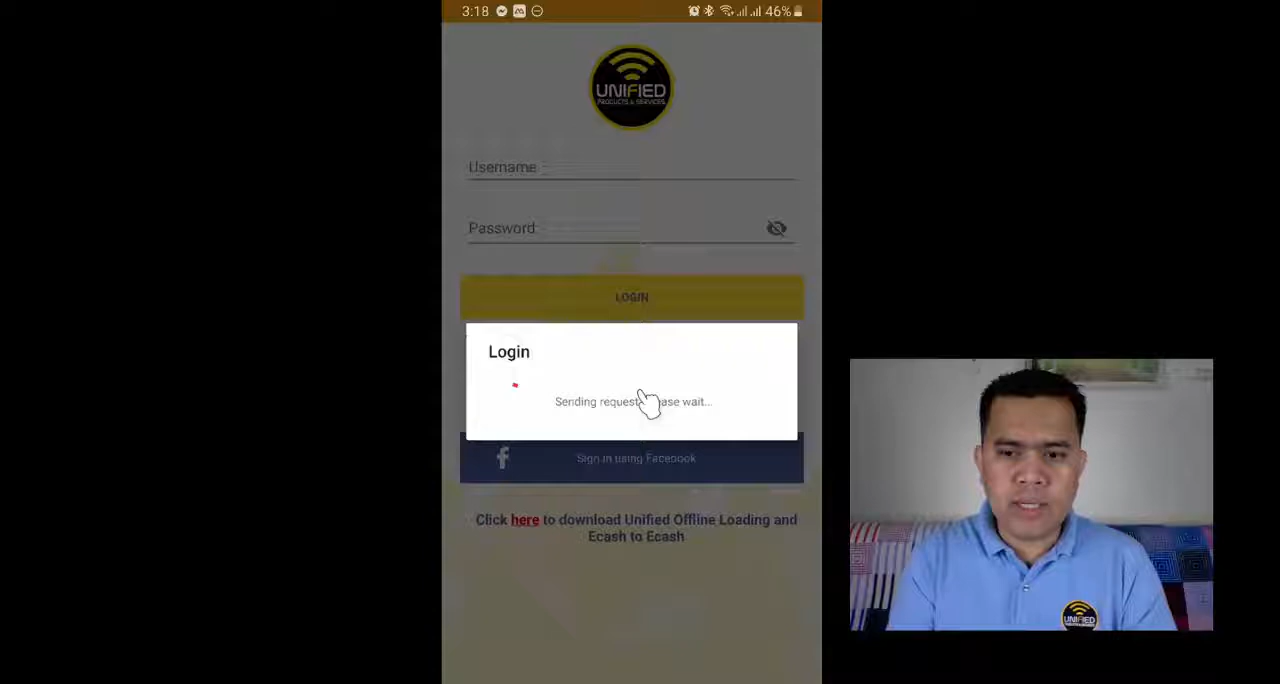 3:18
46%
UNIFIED
PRODUCTS & SERVICES
Username
Password
LOGIN
Login
Sending request
ase wait...
Sign in using Facebook
Click here to download Unified Offline Loading and
Ecash to Ecash
UNIFIED